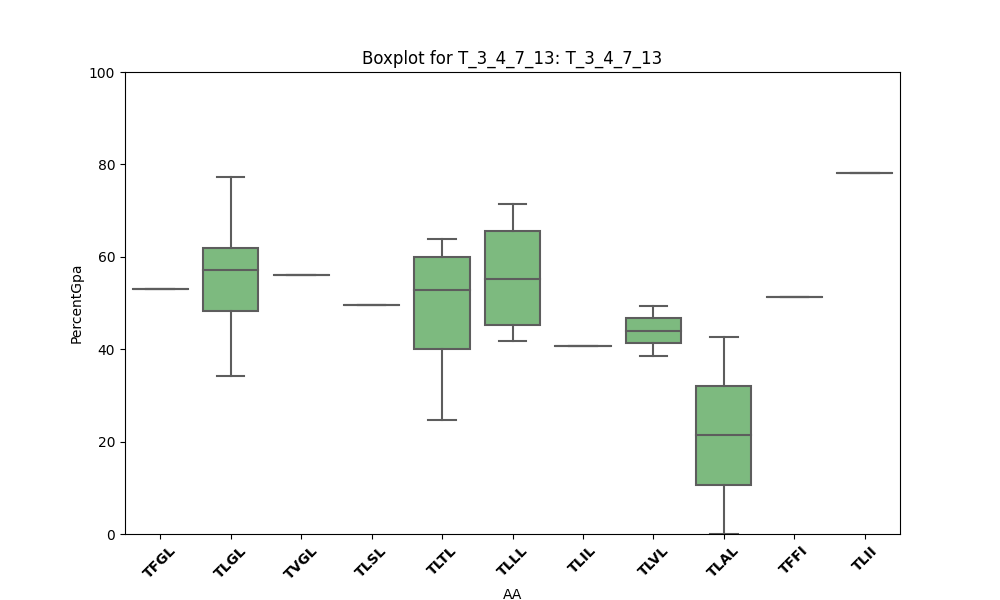 Boxplot for T_3_4_7_13: T_3_4_7_13
100
80
60
40
20
0
PercentGpa
TFGL
TLGL
TVGL
TLSL
TLTL
TLLL
TLIL
TLVL
TLAL
TFFI
TLII
AA